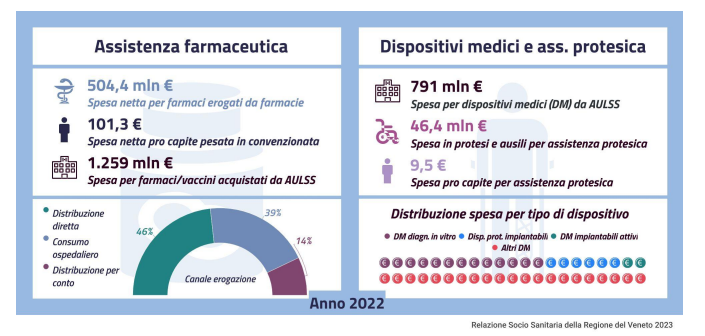 Assistenza farmaceutica
504,4 mln €
Spesa netta per farmaci erogati da farmacie
101,3 €
Spesa netta pro capite pesata in convenzionata
1.259 mln €
Spesa per farmaci/vaccini acquistati da AULSS
Distribuzione
diretta
Consumo
ospedaliero
Distribuzione per
conto
46%
39%
14%
Canale erogazione
Dispositivi medici e ass. protesica
791 mln €
Spesa per dispositivi medici (DM) da AULSS
46,4 mln €
Spesa in protesi e ausili per assistenza protesica
9,5 €
Spesa pro capite per assistenza protesica
Distribuzione spesa per tipo di dispositivo
DM diagn. in vitro Disp. prot. impiantabili DM impiantabili attivi
Altri DM
€ € € € € € € € € € € € € € € € € € € € € €
€ € € € € € € € € € € € € € € € € € € € € €
Anno 2022
Relazione Socio Sanitaria della Regione del Veneto 2023